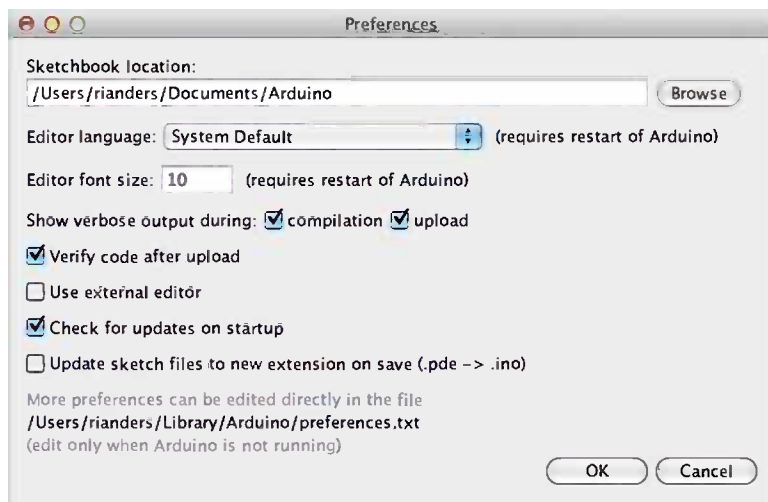 Preferences
Sketchbook location:
/Users/rianders/Documents/Arduino
Browse
Editor language: System Default (requires restart of Arduino)
Editor font size: 10 (requires restart of Arduino)
Show verbose output during: compilation upload
Verify code after upload
Use external editor
Check for updates on startup
Update sketch files to new extension on save (.pde -> .ino)
More preferences can be edited directly in the file
/Users/rianders/Library/Arduino/preferences.txt
(edit only when Arduino is not running)
OK Cancel